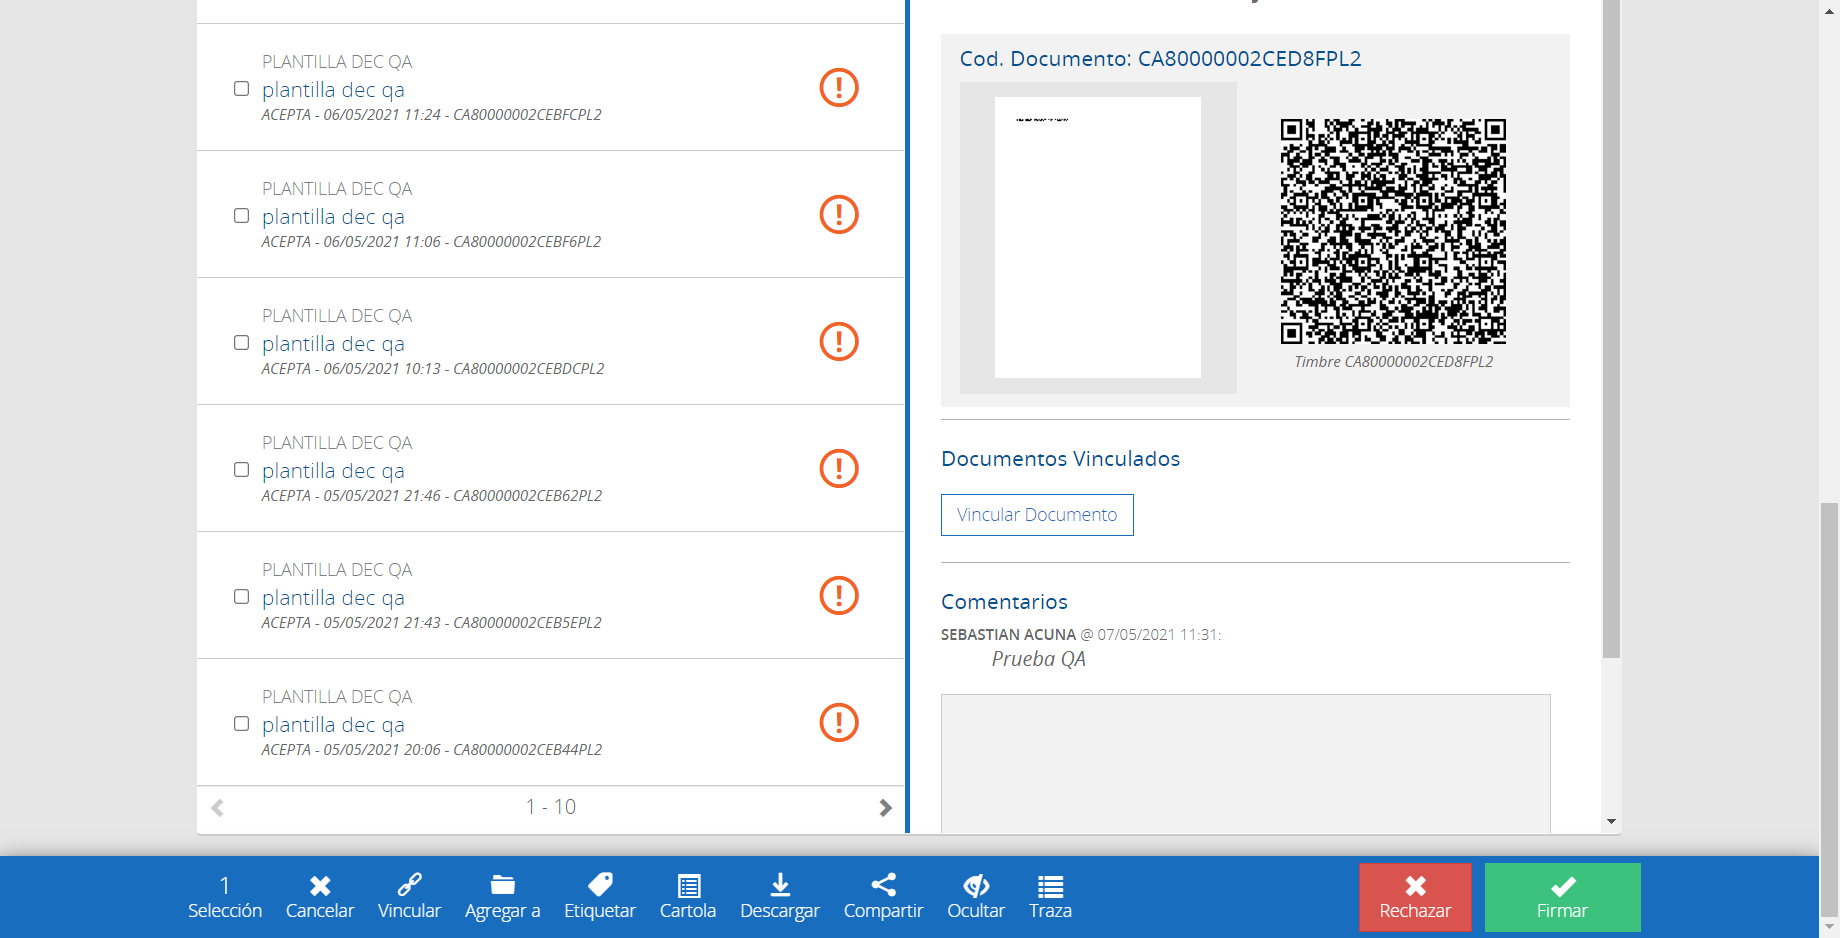 PLANTILLA DEC QA
plantilla dec qa
ACEPTA - 06/05/2021 11:24 - CA80000002CEBFCPL2
PLANTILLA DEC QA
plantilla dec qa
ACEPTA - 06/05/2021 11:06 - CA80000002CEBF6PL2
PLANTILLA DEC QA
plantilla dec qa
ACEPTA - 06/05/2021 10:13 - CA80000002CEBDCPL2
PLANTILLA DEC QA
plantilla dec qa
ACEPTA - 05/05/2021 21:46 - CA80000002CEB62PL2
PLANTILLA DEC QA
plantilla dec qa
ACEPTA - 05/05/2021 21:43 - CA80000002CEB5EPL2
PLANTILLA DEC QA
plantilla dec qa
ACEPTA - 05/05/2021 20:06 - CA80000002CEB44PL2
1 - 10
Cod. Documento: CA80000002CED8FPL2
Timbre CA80000002CED8FPL2
Documentos Vinculados
Vincular Documento
Comentarios
SEBASTIAN ACUNA @ 07/05/2021 11:31:
Prueba QA
1
Selección
Cancelar
Vincular
Agregar a
Etiquetar
Cartola
Descargar
Compartir
Ocultar
Traza
Rechazar
Firmar